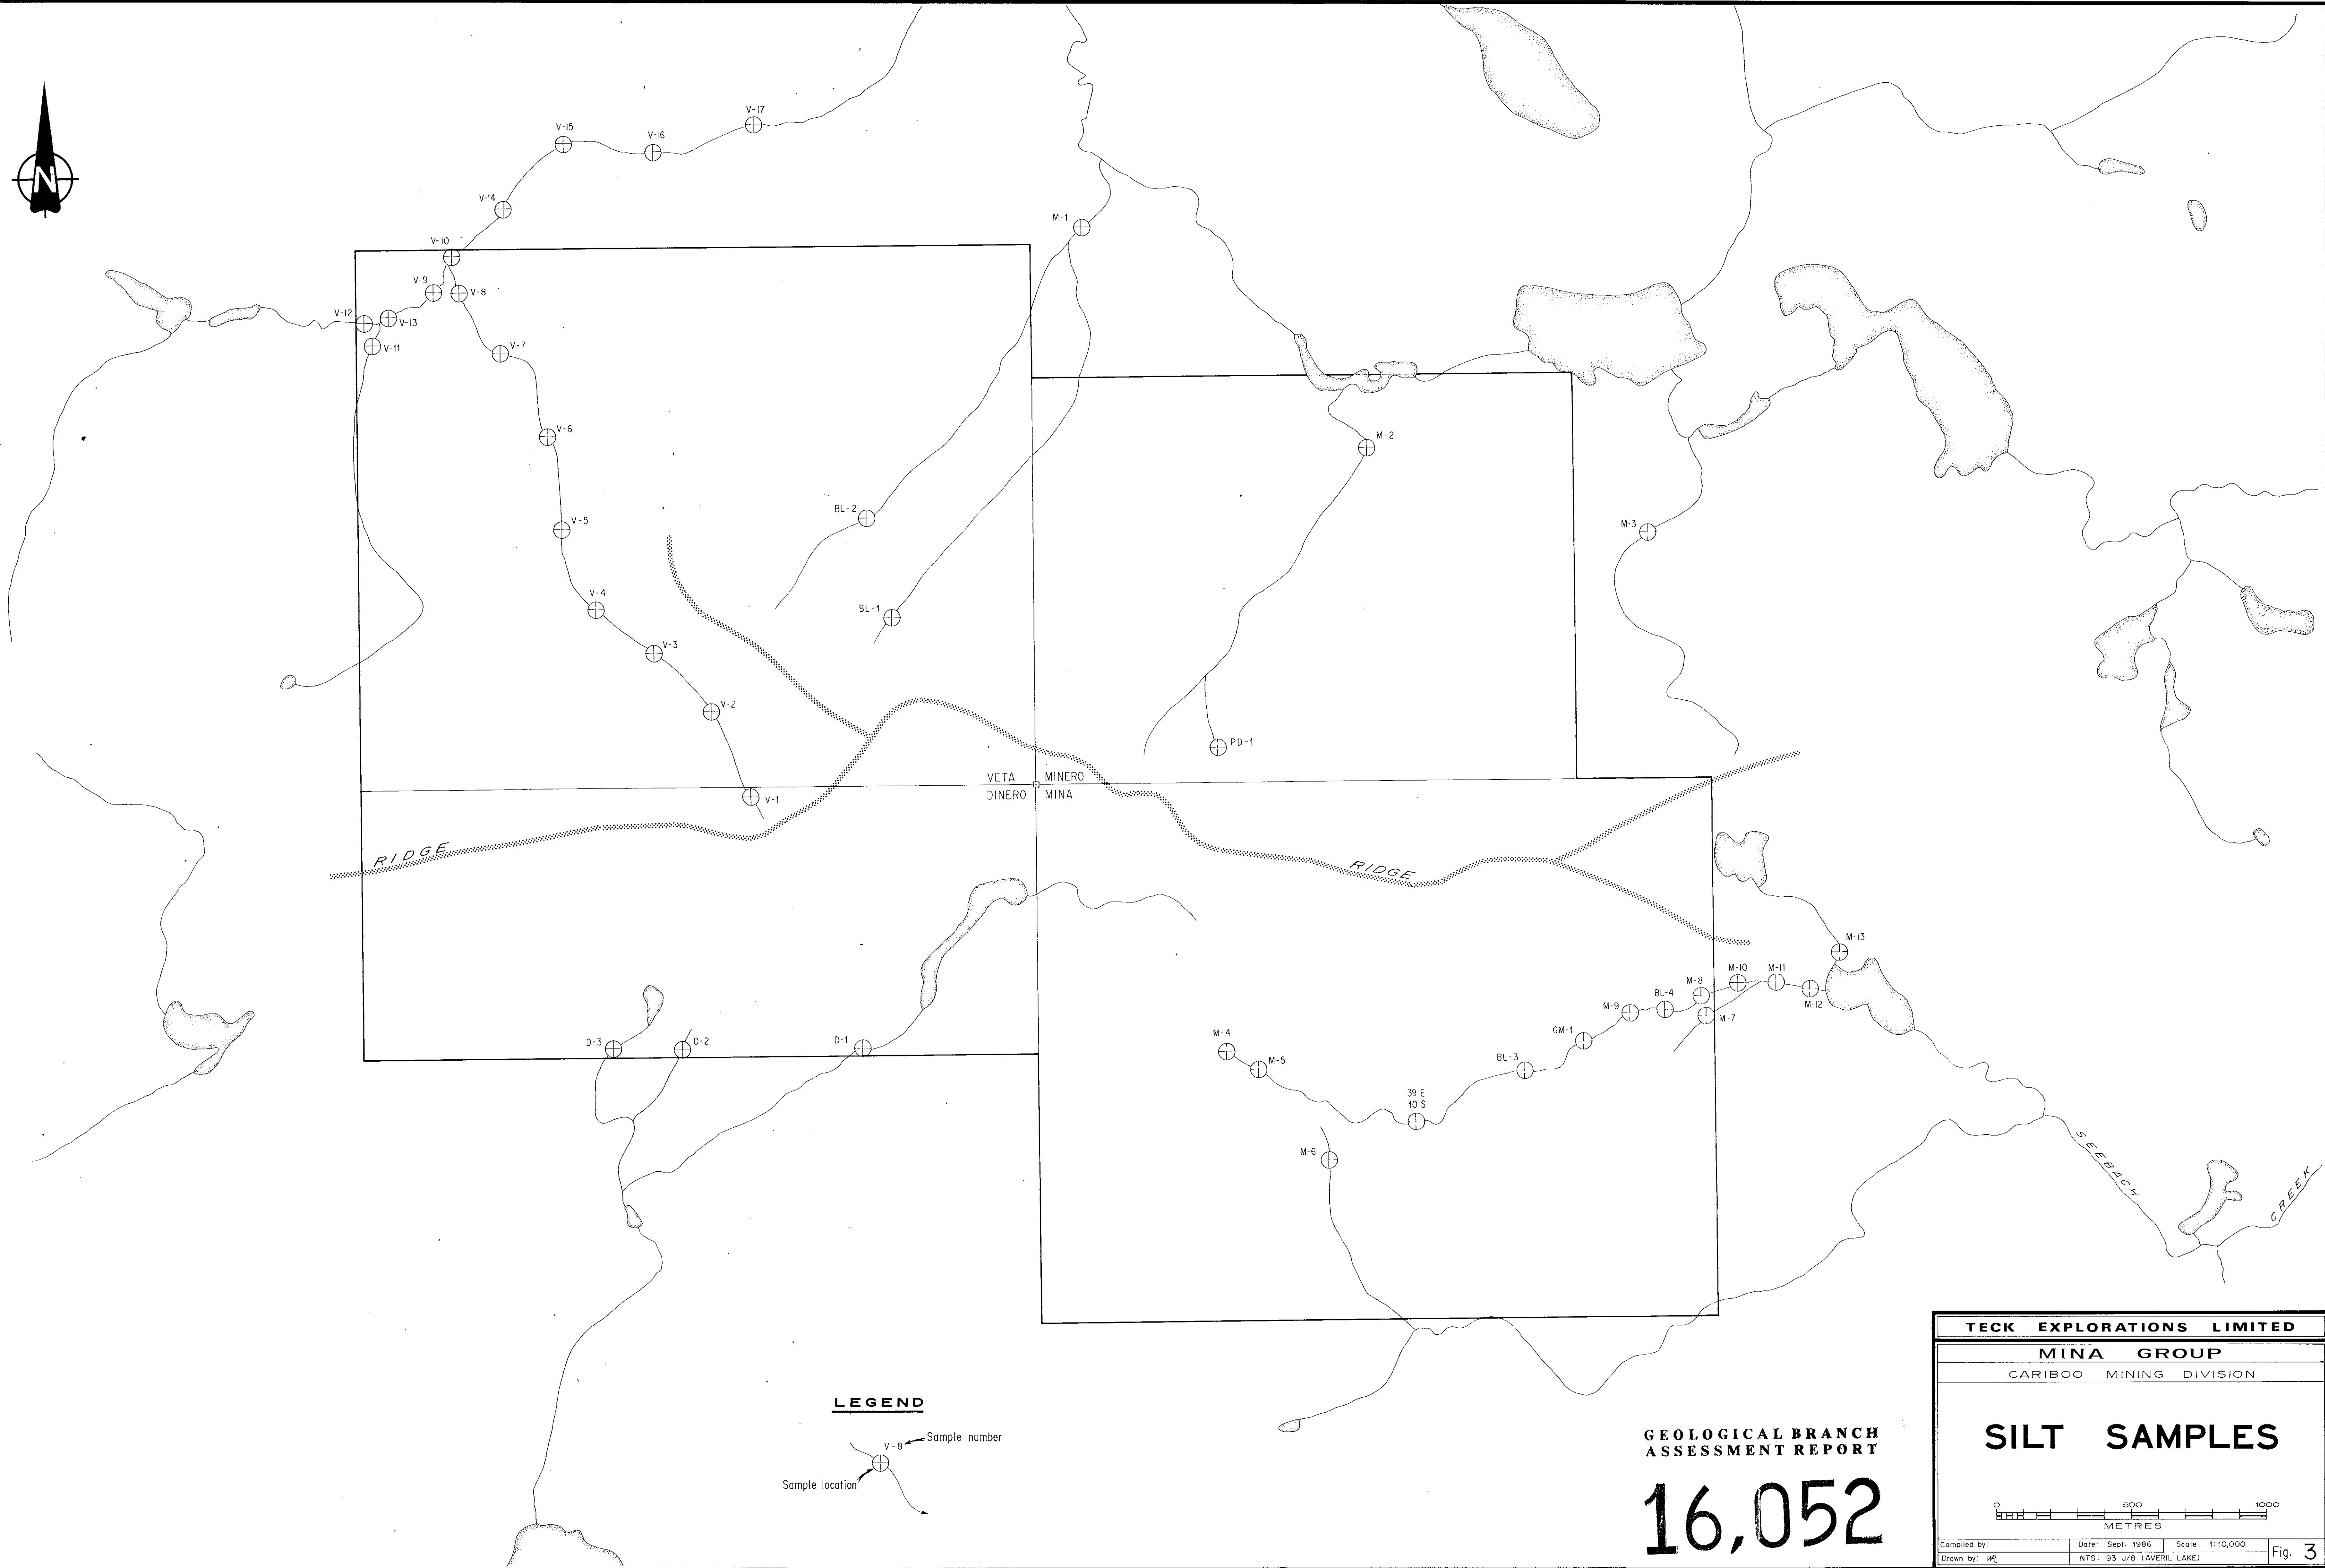 V-17
V-15
V-16
V-14
N
M-1
V-10
V-9
V-8
V-12
V-13
V-11
V-7
V-6
M-2
BL-2
V-5
M-3
V-4
BL-1
V-3
V-2
PD-1
VETA MINERO
DINERO MINA
V-1
RIDGE
RIDGE
M-13
M-10
M-11
M-8
BL-4
M-9
M-12
M-7
GM-1
M-4
D-3
D-2
D-1
M-5
BL-3
39 E
10 S
M-6
SEEBACH
CREEK
LEGEND
V-8
Sample number
Sample location
GEOLOGICAL BRANCH
ASSESSMENT REPORT
16,052
TECK EXPLORATIONS LIMITED
MINA GROUP
CARIBOO MINING DIVISION
SILT SAMPLES
0 500 1000
METRES
Compiled by:
Date: Sept. 1986
Scale 1:10,000
Drawn by:
NTS: 93 J/8 (AVERIL LAKE)
Fig. 3